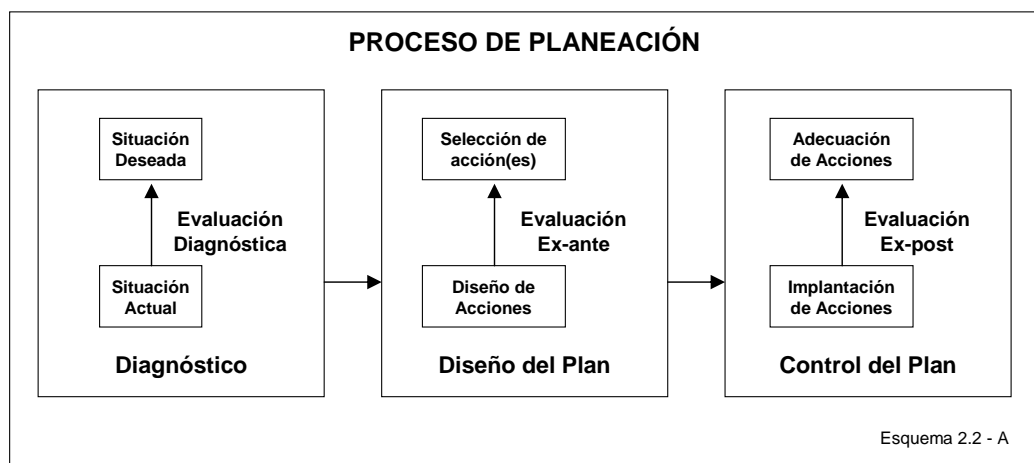 PROCESO DE PLANEACIÓN
Situación
Deseada
Evaluación
Diagnóstica
Situación
Actual
Diagnóstico
Selección de
acción(es)
Evaluación
Ex-ante
Diseño de
Acciones
Diseño del Plan
Adecuación
de Acciones
Evaluación
Ex-post
Implantación
de Acciones
Control del Plan
Esquema 2.2 - A